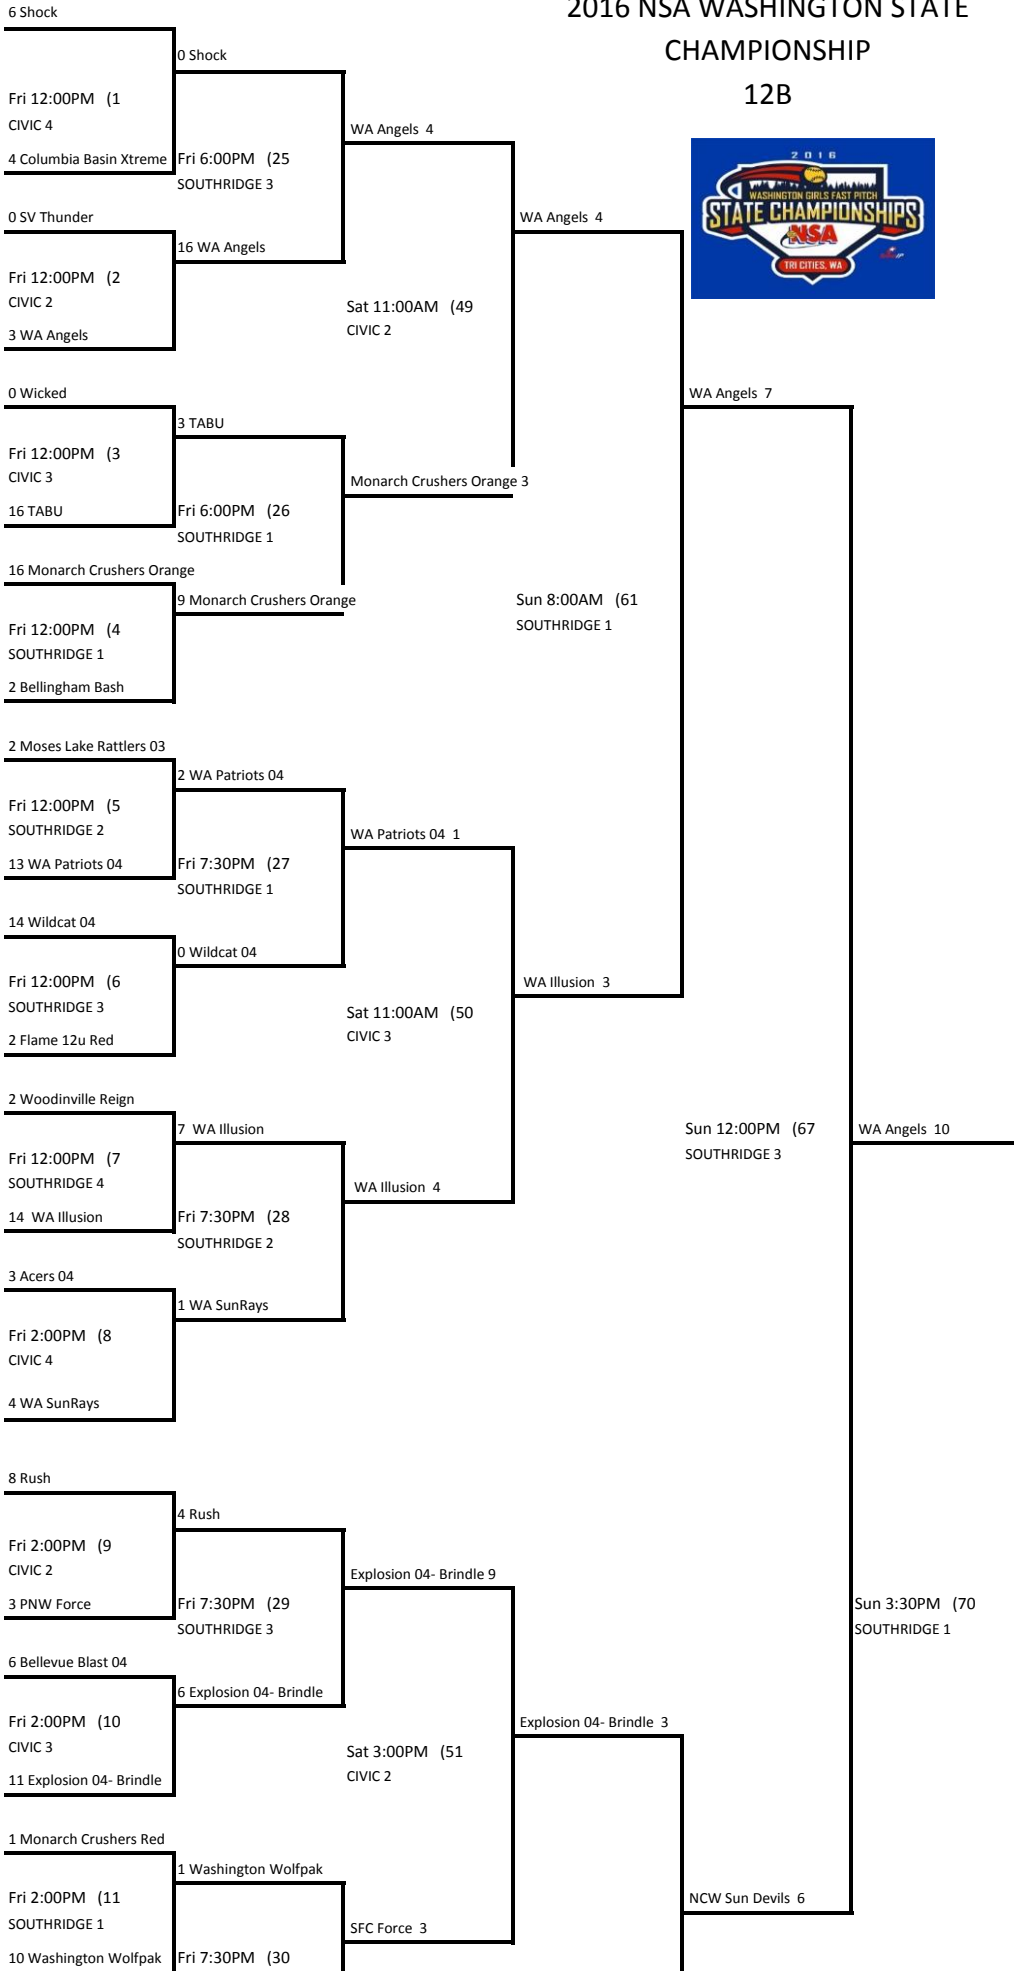 2016 NSA WASHINGTON STATE
CHAMPIONSHIP
12B
2016
WASHINGTON GIRLS FAST PITCH
STATE CHAMPIONSHIPS
NSA
TRI CITIES, WA
6 Shock
0 Shock
Fri 12:00PM (1
CIVIC 4
WA Angels 4
4 Columbia Basin Xtreme
Fri 6:00PM (25
SOUTHRIDGE 3
0 SV Thunder
WA Angels 4
16 WA Angels
Fri 12:00PM (2
CIVIC 2
Sat 11:00AM (49
CIVIC 2
3 WA Angels
0 Wicked
WA Angels 7
3 TABU
Fri 12:00PM (3
CIVIC 3
Monarch Crushers Orange 3
16 TABU
Fri 6:00PM (26
SOUTHRIDGE 1
16 Monarch Crushers Orange
9 Monarch Crushers Orange
Sun 8:00AM (61
SOUTHRIDGE 1
Fri 12:00PM (4
SOUTHRIDGE 1
2 Bellingham Bash
2 Moses Lake Rattlers 03
2 WA Patriots 04
Fri 12:00PM (5
SOUTHRIDGE 2
WA Patriots 04 1
13 WA Patriots 04
Fri 7:30PM (27
SOUTHRIDGE 1
14 Wildcat 04
0 Wildcat 04
Fri 12:00PM (6
SOUTHRIDGE 3
WA Illusion 3
Sat 11:00AM (50
CIVIC 3
2 Flame 12u Red
2 Woodinville Reign
7 WA Illusion
Sun 12:00PM (67
SOUTHRIDGE 3
WA Angels 10
Fri 12:00PM (7
SOUTHRIDGE 4
WA Illusion 4
14 WA Illusion
Fri 7:30PM (28
SOUTHRIDGE 2
3 Acers 04
1 WA SunRays
Fri 2:00PM (8
CIVIC 4
4 WA SunRays
8 Rush
4 Rush
Fri 2:00PM (9
CIVIC 2
Explosion 04- Brindle 9
3 PNW Force
Fri 7:30PM (29
SOUTHRIDGE 3
Sun 3:30PM (70
SOUTHRIDGE 1
6 Bellevue Blast 04
6 Explosion 04- Brindle
Fri 2:00PM (10
CIVIC 3
Explosion 04- Brindle 3
Sat 3:00PM (51
CIVIC 2
11 Explosion 04- Brindle
1 Monarch Crushers Red
1 Washington Wolfpak
Fri 2:00PM (11
SOUTHRIDGE 1
NCW Sun Devils 6
SFC Force 3
10 Washington Wolfpak
Fri 7:30PM (30